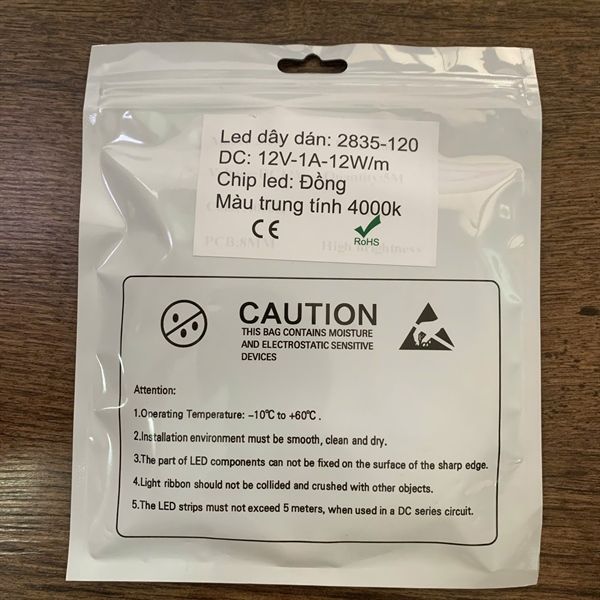 Led dây dán: 2835-120
DC: 12V-1A-12W/m
Chip led: Đồng
Màu trung tính 4000k
CE
RoHS
PCB:8MM High brightness
CAUTION
THIS BAG CONTAINS MOISTURE
AND ELECTROSTATIC SENSITIVE
DEVICES
Attention:
1.Operating Temperature: -10℃ to +60℃ .
2.Installation environment must be smooth, clean and dry.
3.The part of LED components can not be fixed on the surface of the sharp edge.
4.Light ribbon should not be collided and crushed with other objects.
5.The LED strips must not exceed 5 meters, when used in a DC series circuit.